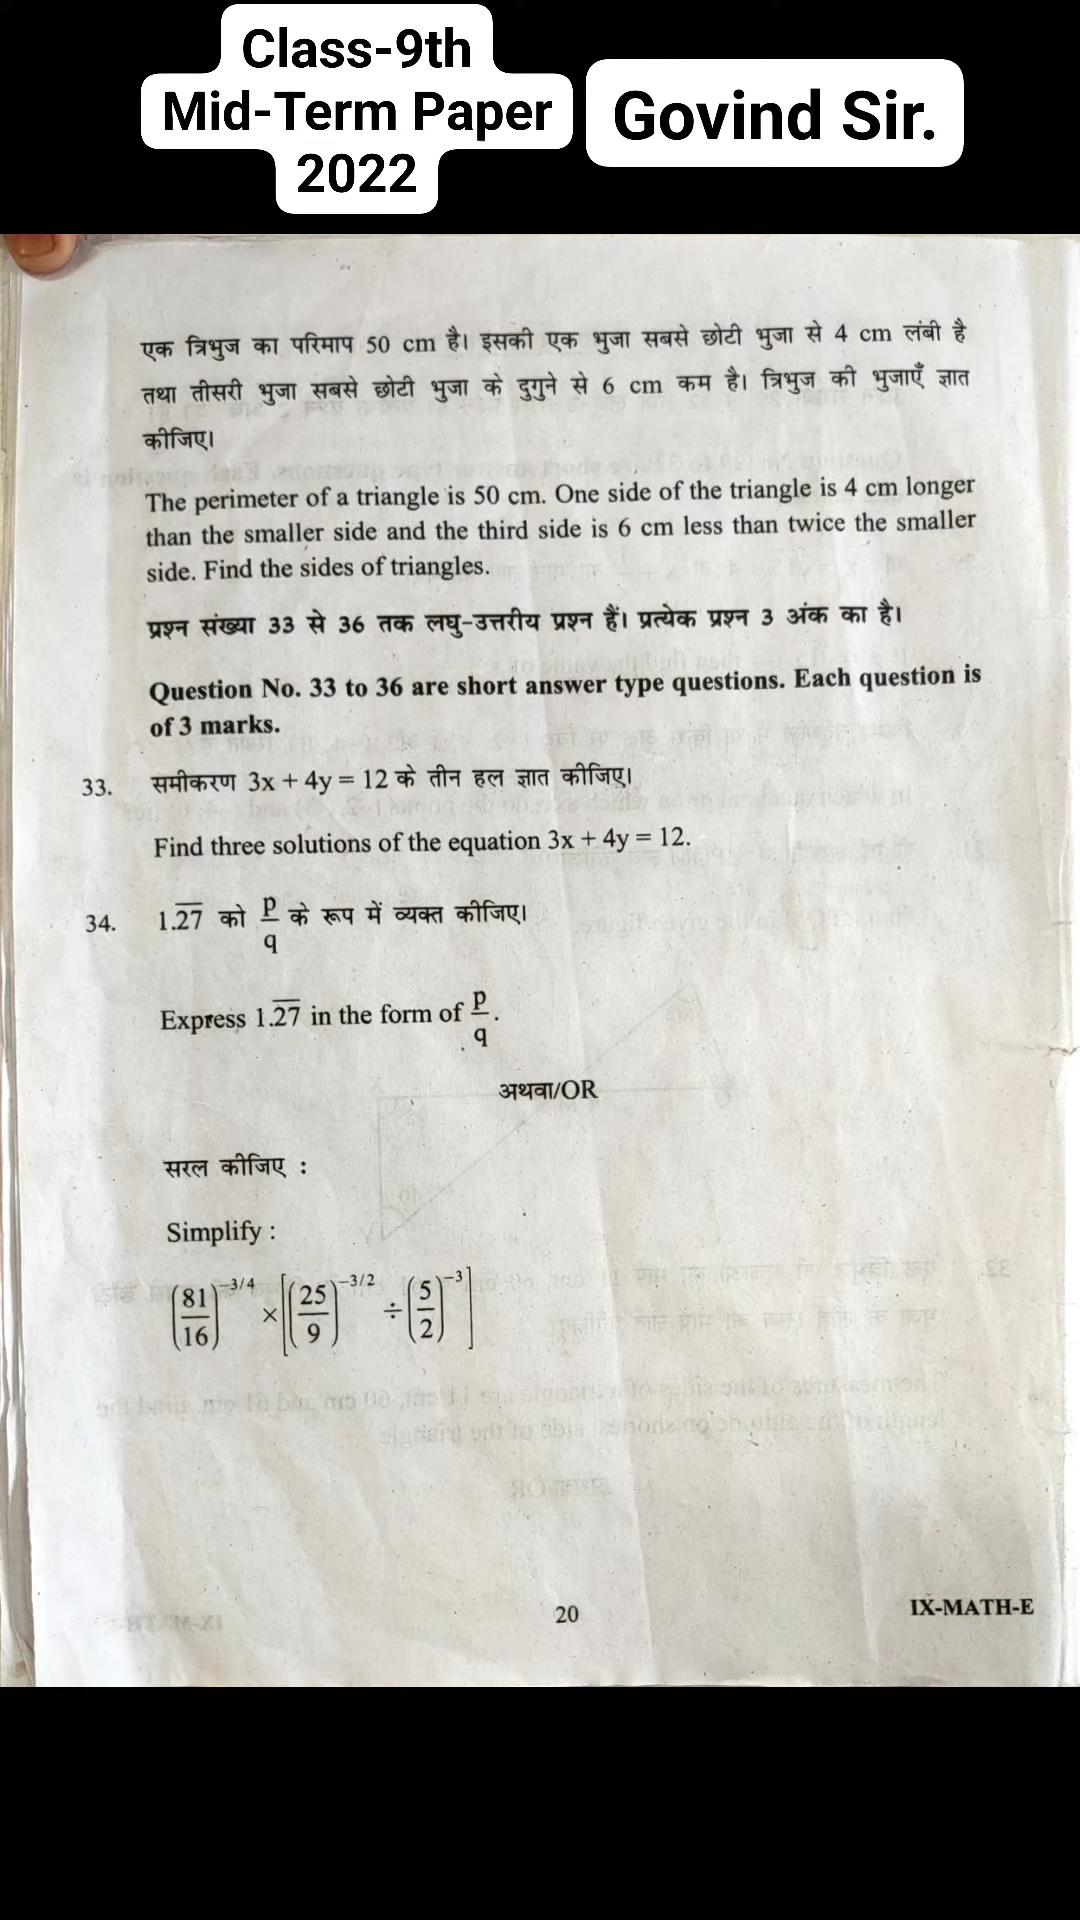 Class-9th
Mid-Term Paper
2022
Govind Sir.
एक त्रिभुज का परिमाप 50 cm है। इसकी एक भुजा सबसे छोटी भुजा से 4 cm लंबी है
तथा तीसरी भुजा सबसे छोटी भुजा के दुगुने से 6 cm कम है। त्रिभुज की भुजाएँ ज्ञात
कीजिए।
The perimeter of a triangle is 50 cm. One side of the triangle is 4 cm longer
than the smaller side and the third side is 6 cm less than twice the smaller
side. Find the sides of triangles.
प्रश्न संख्या 33 से 36 तक लघु-उत्तरीय प्रश्न हैं। प्रत्येक प्रश्न 3 अंक का है।
Question No. 33 to 36 are short answer type questions. Each question is
of 3 marks.
33. समीकरण 3x + 4y = 12 के तीन हल ज्ञात कीजिए।
Find three solutions of the equation 3x + 4y = 12.
34. 1.2̅7̅ को p/q के रूप में व्यक्त कीजिए।
Express 1.2̅7̅ in the form of p/q.
अथवा/OR
सरल कीजिए :
Simplify :
(81/16)^(-3/4) × [(25/9)^(-3/2) ÷ (5/2)^(-3)]
20
IX-MATH-E